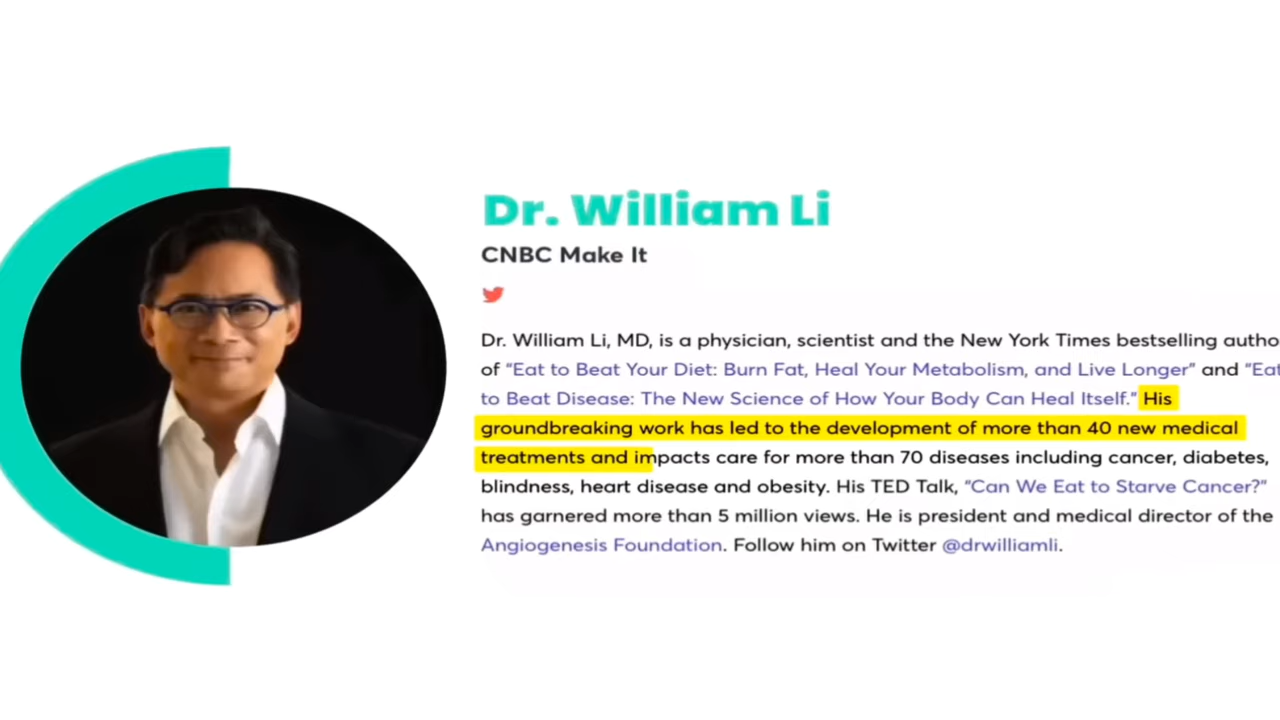 Dr. William Li
CNBC Make It
Dr. William Li, MD, is a physician, scientist and the New York Times bestselling autho
of “Eat to Beat Your Diet: Burn Fat, Heal Your Metabolism, and Live Longer” and “Eat
to Beat Disease: The New Science of How Your Body Can Heal Itself.” His
groundbreaking work has led to the development of more than 40 new medical
treatments and impacts care for more than 70 diseases including cancer, diabetes,
blindness, heart disease and obesity. His TED Talk, “Can We Eat to Starve Cancer?”
has garnered more than 5 million views. He is president and medical director of the
Angiogenesis Foundation. Follow him on Twitter @drwilliamli.